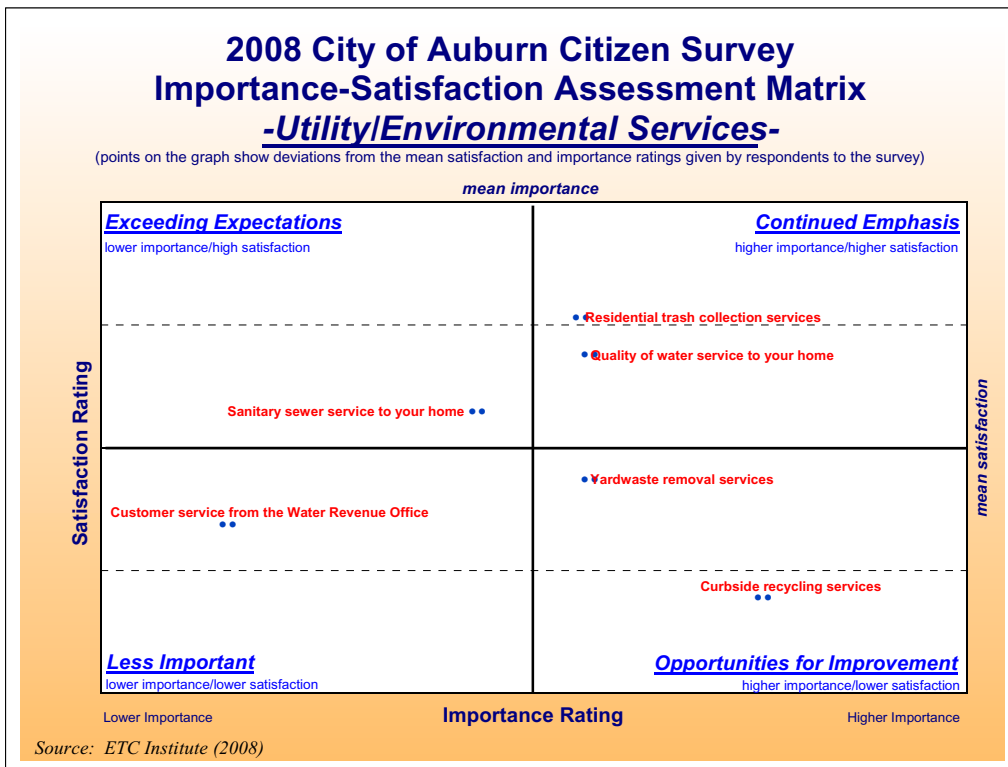 2008 City of Auburn Citizen Survey
Importance-Satisfaction Assessment Matrix
-Utility/Environmental Services-
(points on the graph show deviations from the mean satisfaction and importance ratings given by respondents to the survey)
mean importance
Exceeding Expectations
lower importance/high satisfaction
Continued Emphasis
higher importance/higher satisfaction
Residential trash collection services
Quality of water service to your home
Sanitary sewer service to your home
Satisfaction Rating
mean satisfaction
Yardwaste removal services
Customer service from the Water Revenue Office
Curbside recycling services
Less Important
lower importance/lower satisfaction
Opportunities for Improvement
higher importance/lower satisfaction
Lower Importance
Importance Rating
Higher Importance
Source: ETC Institute (2008)